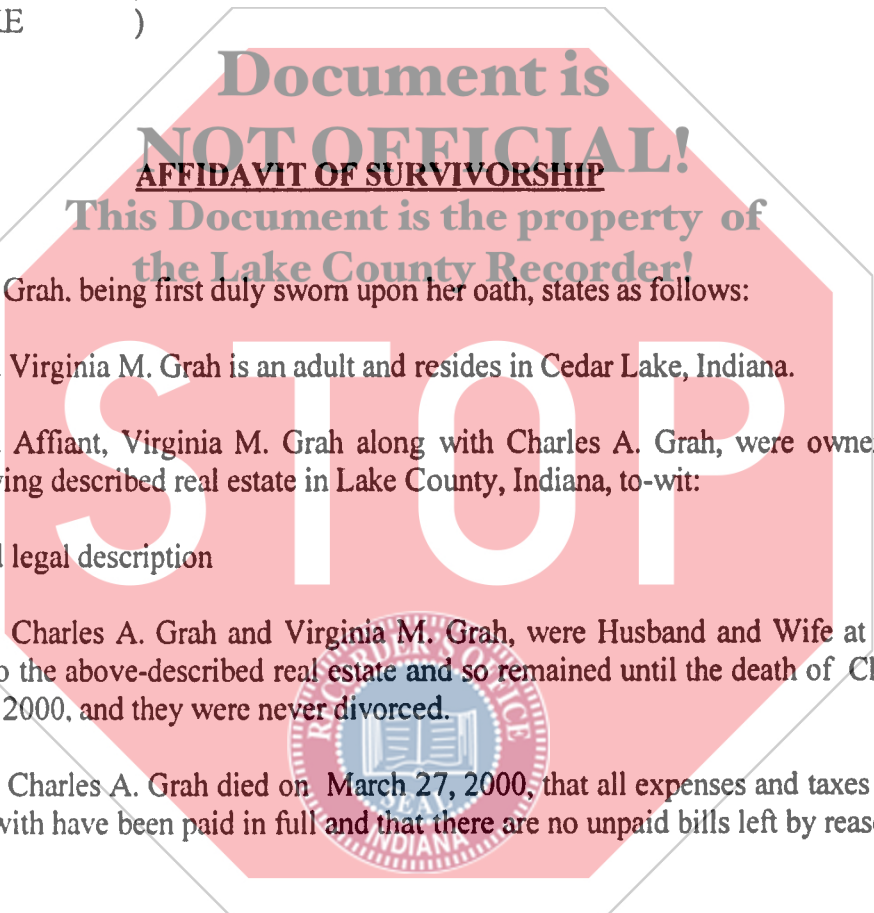 KE )
Document is
NOT OFFICIAL!
AFFIDAVIT OF SURVIVORSHIP
This Document is the property of
the Lake County Recorder!
Grah, being first duly sworn upon her oath, states as follows:
Virginia M. Grah is an adult and resides in Cedar Lake, Indiana.
Affiant, Virginia M. Grah along with Charles A. Grah, were owne
ving described real estate in Lake County, Indiana, to-wit:
STOP
legal description
Charles A. Grah and Virginia M. Grah, were Husband and Wife at
o the above-described real estate and so remained until the death of Ch
2000, and they were never divorced.
RECORDER'S OFFICE
SEAL
INDIANA
Charles A. Grah died on March 27, 2000, that all expenses and taxes
with have been paid in full and that there are no unpaid bills left by reas